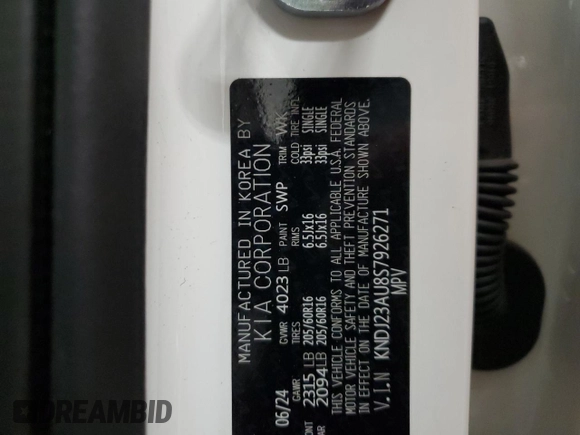 MANUFACTURED IN KOREA BY
KIA CORPORATION
06/24 GVWR 4023 LB PAINT SWP TRIM WK
GAWR TIRES RIMS COLD TIRE INFL
2315 LB 205/60R16 6.5Jx16 33psi SINGLE
2094 LB 205/60R16 6.5Jx16 33psi SINGLE
THIS VEHICLE CONFORMS TO ALL APPLICABLE U.S.A. FEDERAL
MOTOR VEHICLE SAFETY AND THEFT PREVENTION STANDARDS
IN EFFECT ON THE DATE OF MANUFACTURE SHOWN ABOVE.
V.I.N KNDJ23AU8S7926271
MPV
DREAMBID